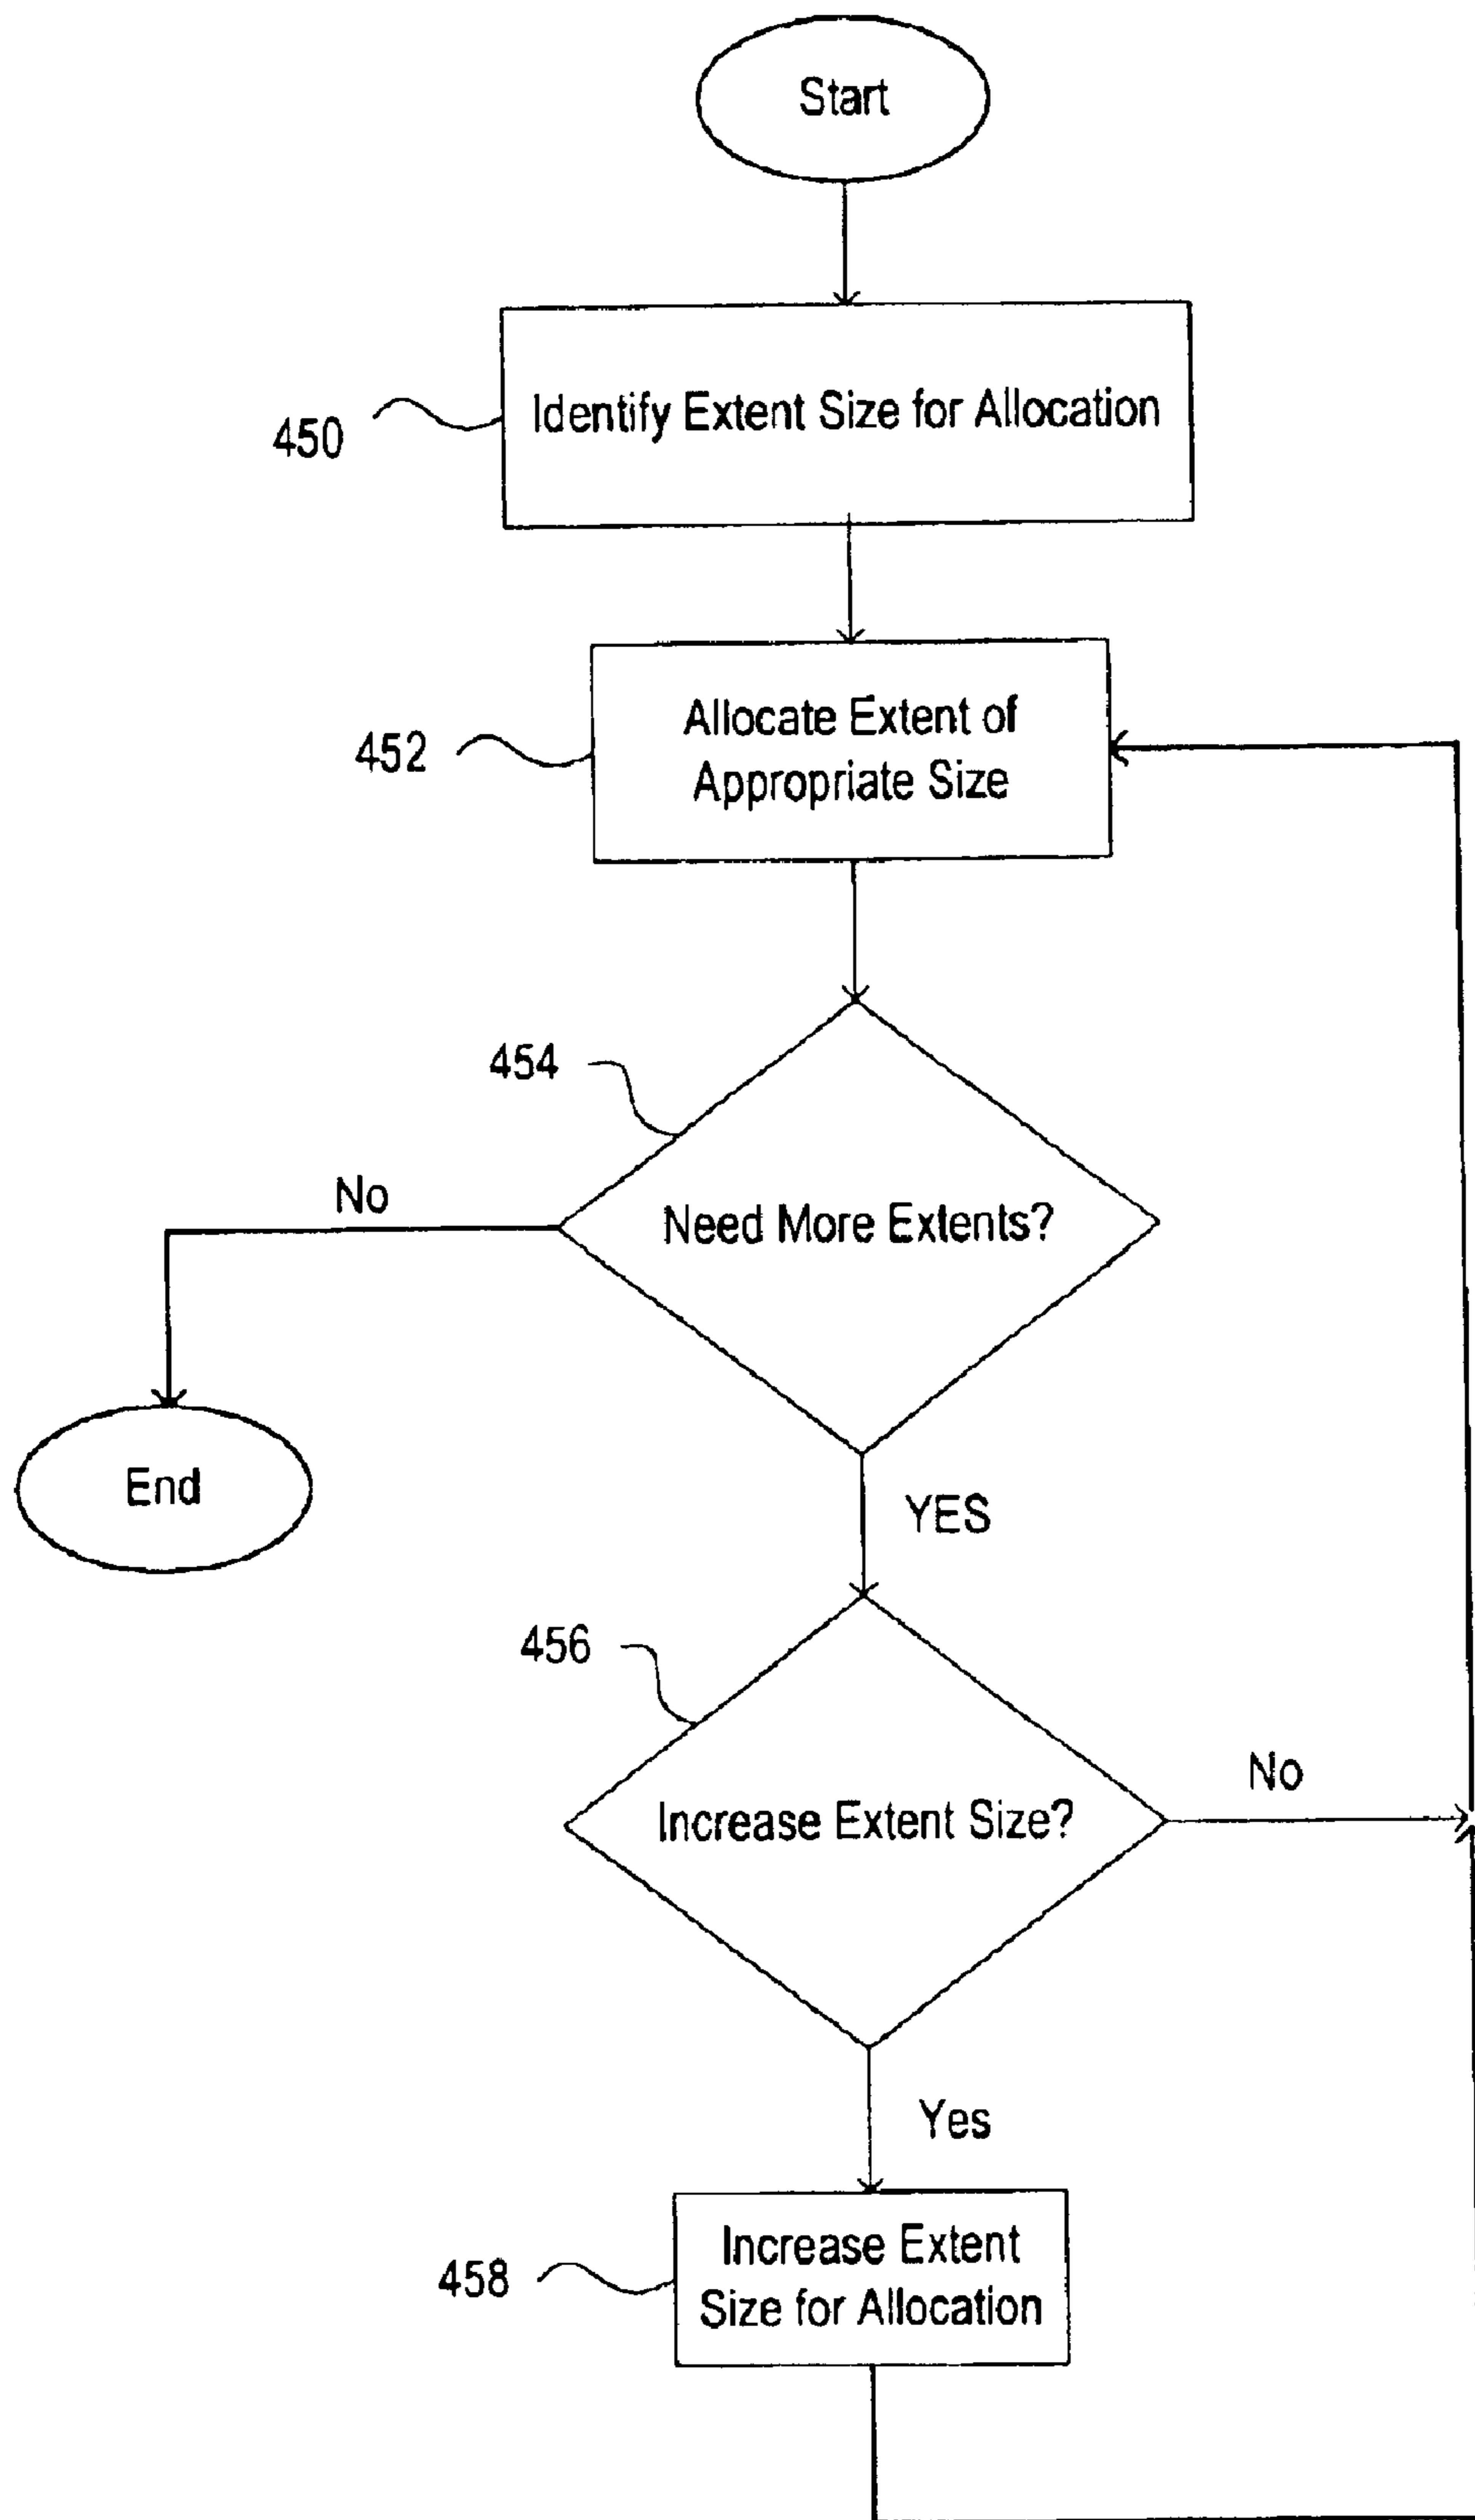 Start
450
Identify Extent Size for Allocation
452
Allocate Extent of
Appropriate Size
454
No
Need More Extents?
End
YES
456
Increase Extent Size?
No
Yes
458
Increase Extent
Size for Allocation